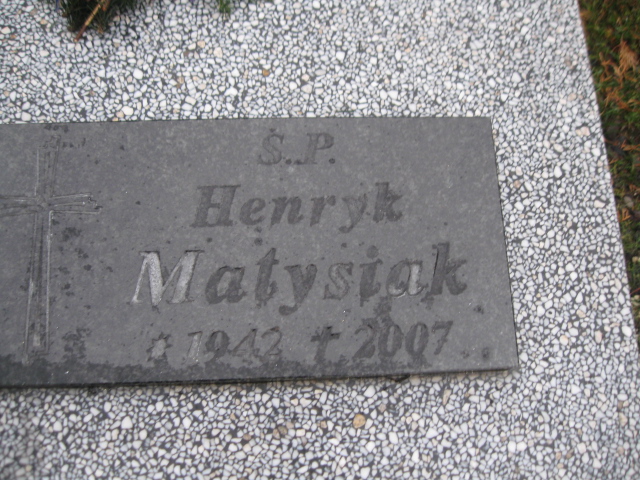 Ś.P.
Henryk
Matysiak
☆ 1942 ✝ 2007